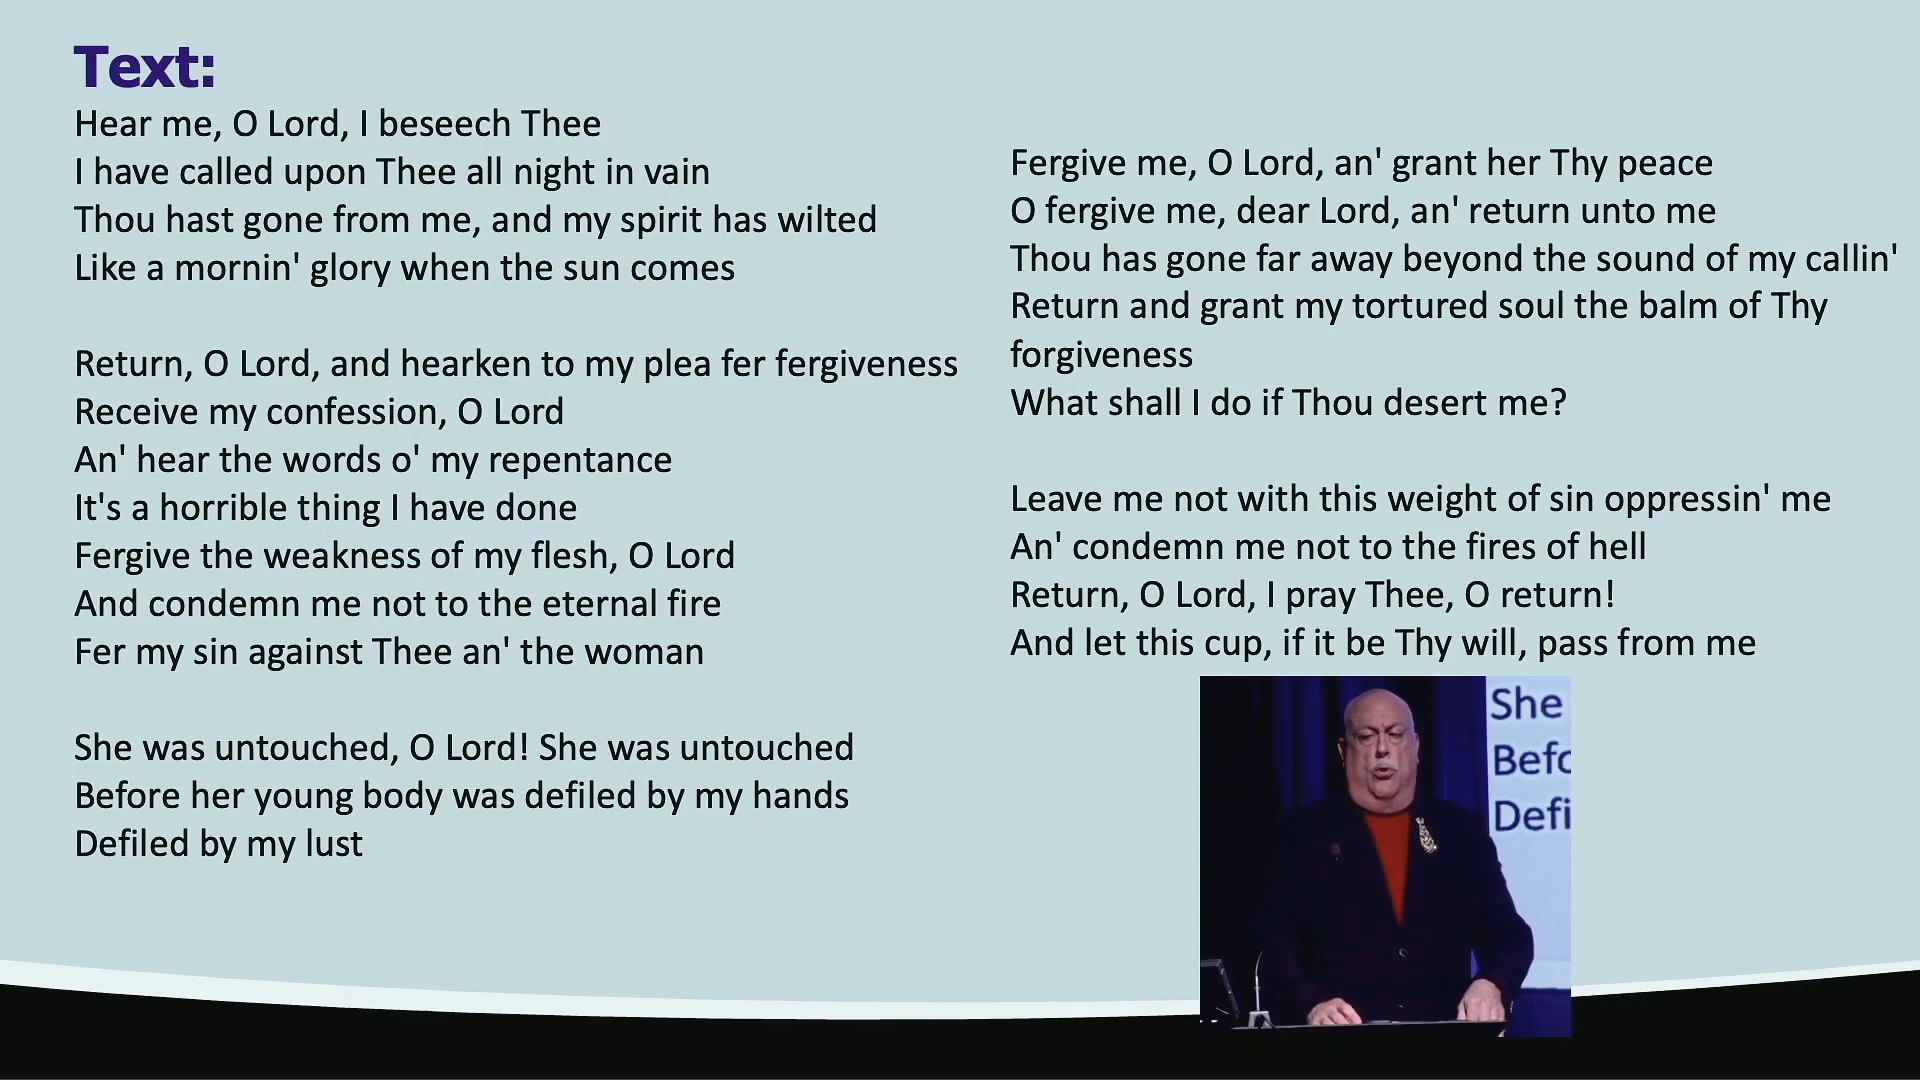 Text:
Hear me, O Lord, I beseech Thee
I have called upon Thee all night in vain
Thou hast gone from me, and my spirit has wilted
Like a mornin' glory when the sun comes
Return, O Lord, and hearken to my plea fer fergiveness
Receive my confession, O Lord
An' hear the words o' my repentance
It's a horrible thing I have done
Fergive the weakness of my flesh, O Lord
And condemn me not to the eternal fire
Fer my sin against Thee an' the woman
She was untouched, O Lord! She was untouched
Before her young body was defiled by my hands
Defiled by my lust
Fergive me, O Lord, an' grant her Thy peace
O fergive me, dear Lord, an' return unto me
Thou has gone far away beyond the sound of my callin'
Return and grant my tortured soul the balm of Thy
forgiveness
What shall I do if Thou desert me?
Leave me not with this weight of sin oppressin' me
An' condemn me not to the fires of hell
Return, O Lord, I pray Thee, O return!
And let this cup, if it be Thy will, pass from me
She
Befo
Defi